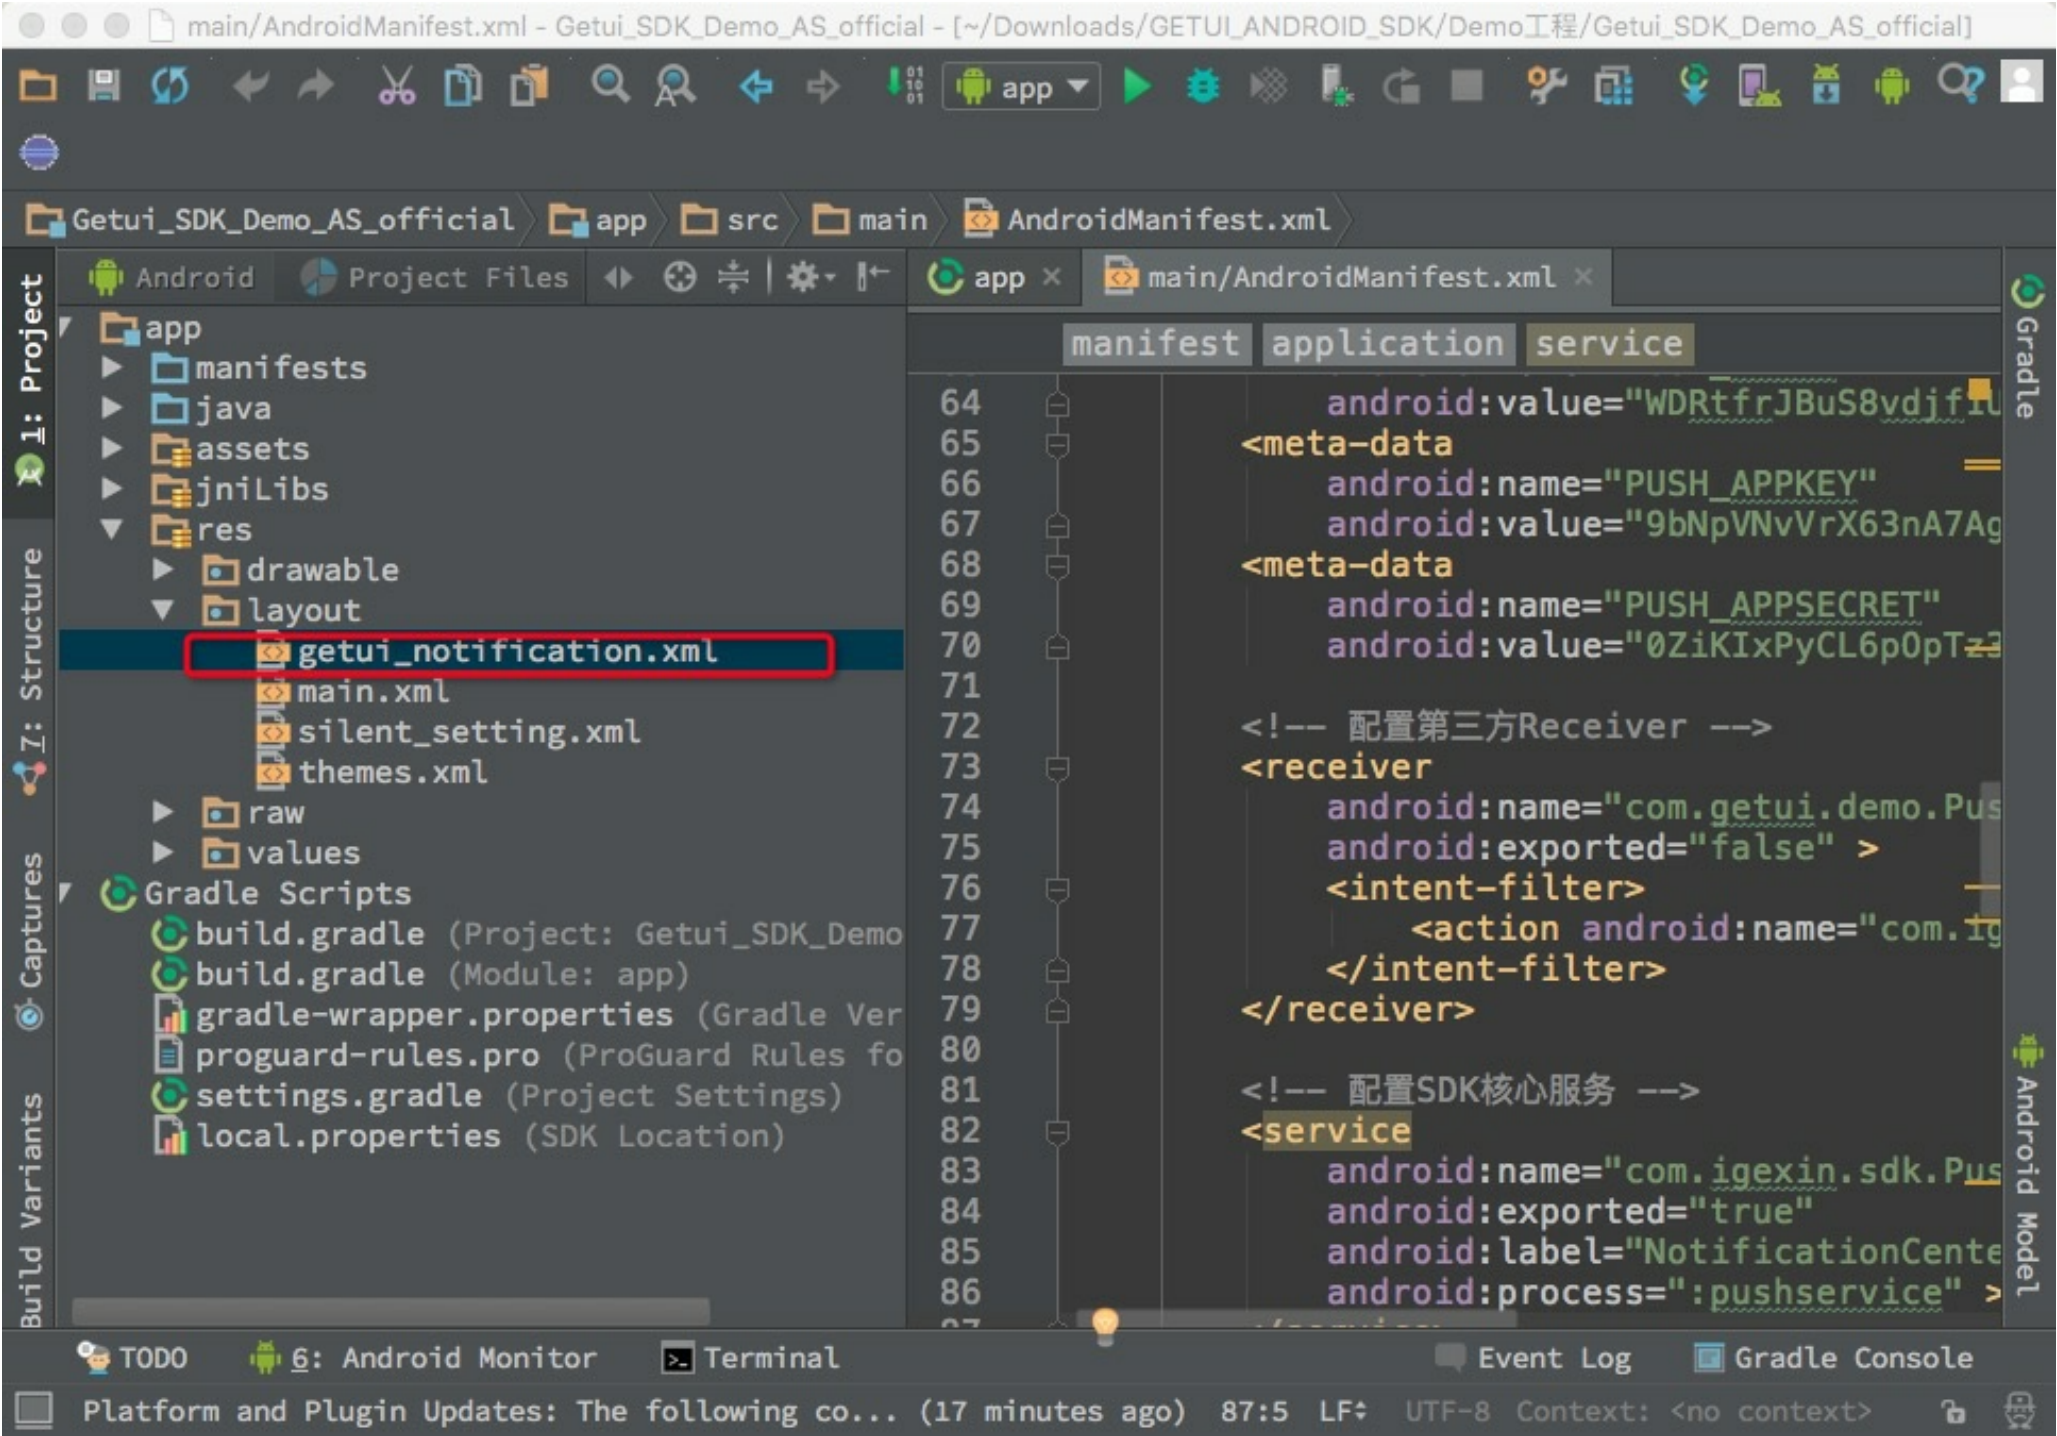 main/AndroidManifest.xml - Getui_SDK_Demo_AS_official - [~/Downloads/GETUI_ANDROID_SDK/Demo工程/Getui_SDK_Demo_AS_official]
app
Getui_SDK_Demo_AS_official app src main AndroidManifest.xml
Android Project Files
app
manifests
java
assets
jniLibs
res
drawable
layout
getui_notification.xml
main.xml
silent_setting.xml
themes.xml
raw
values
Gradle Scripts
build.gradle (Project: Getui_SDK_Demo
build.gradle (Module: app)
gradle-wrapper.properties (Gradle Ver
proguard-rules.pro (ProGuard Rules fo
settings.gradle (Project Settings)
local.properties (SDK Location)
1: Project
7: Structure
Captures
Build Variants
app main/AndroidManifest.xml
manifest application service
64 android:value="WDRtfrJBuS8vdjf
65 <meta-data
66 android:name="PUSH_APPKEY"
67 android:value="9bNpVNvVrX63nA7Ag
68 <meta-data
69 android:name="PUSH_APPSECRET"
70 android:value="0ZiKIxPyCL6pOpTz
71
72 <!-- 配置第三方Receiver -->
73 <receiver
74 android:name="com.getui.demo.Pus
75 android:exported="false" >
76 <intent-filter>
77 <action android:name="com.ig
78 </intent-filter>
79 </receiver>
80
81 <!-- 配置SDK核心服务 -->
82 <service
83 android:name="com.igexin.sdk.Pus
84 android:exported="true"
85 android:label="NotificationCente
86 android:process=":pushservice" >
Gradle
Android Model
TODO 6: Android Monitor Terminal Event Log Gradle Console
Platform and Plugin Updates: The following co... (17 minutes ago) 87:5 LF UTF-8 Context: <no context>